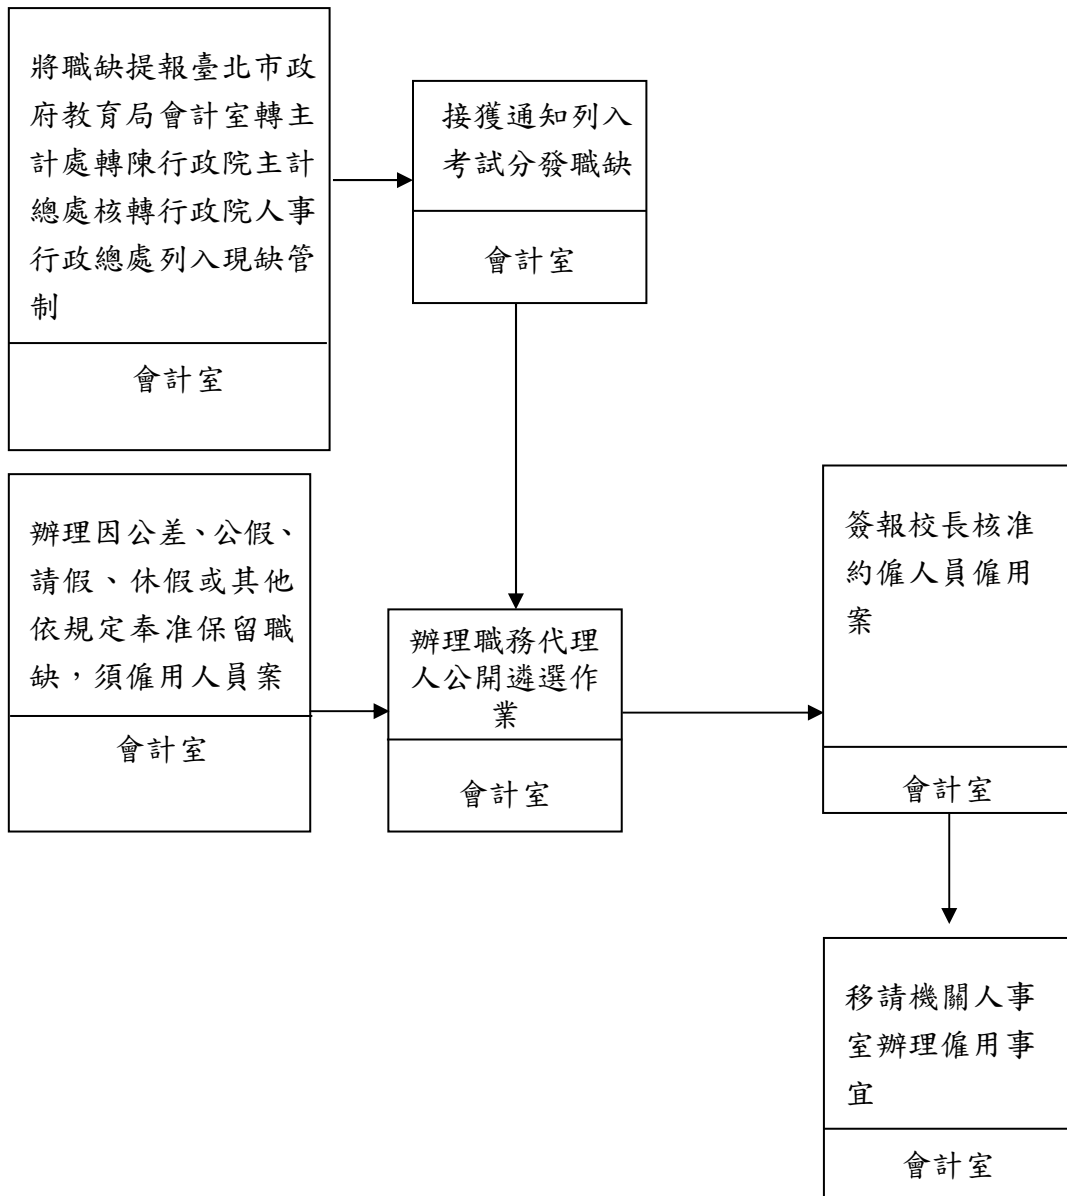 將職缺提報臺北市政
府教育局會計室轉主
計處轉陳行政院主計
總處核轉行政院人事
行政總處列入現缺管
制
會計室
接獲通知列入
考試分發職缺
會計室
辦理因公差、公假、
請假、休假或其他
依規定奉准保留職
缺，須僱用人員案
會計室
辦理職務代理
人公開遴選作
業
會計室
簽報校長核准
約僱人員僱用
案
會計室
移請機關人事
室辦理僱用事
宜
會計室